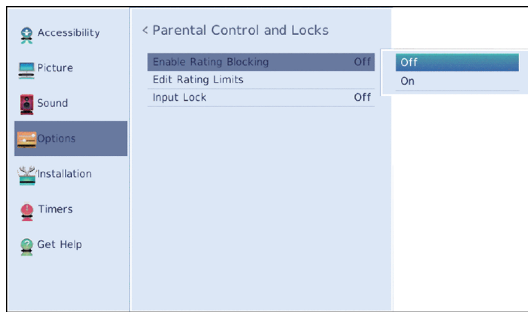 Accessibility
Picture
Sound
Options
Installation
Timers
Get Help
< Parental Control and Locks
Enable Rating Blocking Off
Edit Rating Limits
Input Lock Off
Off
On